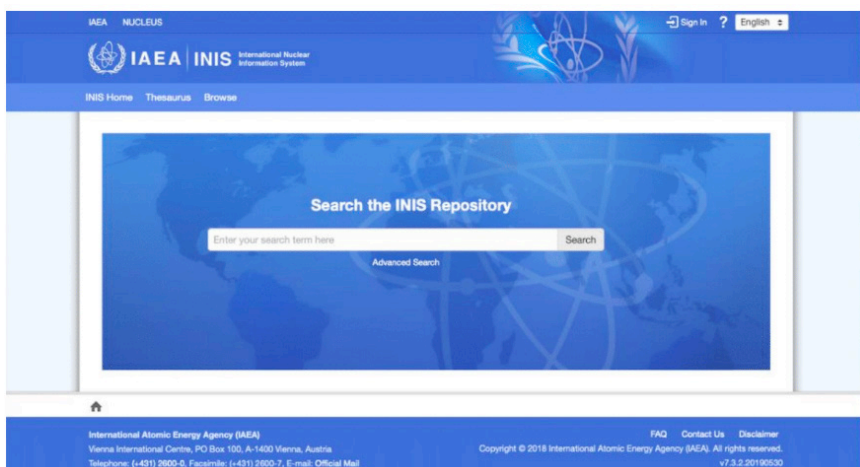 IAEA NUCLEUS
Sign In ? English
IAEA INIS International Nuclear
Information System
INIS Home Thesaurus Browse
Search the INIS Repository
Enter your search term here Search
Advanced Search
International Atomic Energy Agency (IAEA)
Vienna International Centre, PO Box 100, A-1400 Vienna, Austria
Telephone: (+431) 2600-0, Facsimile: (+431) 2600-7, E-mail: Official Mail
FAQ Contact Us Disclaimer
Copyright © 2018 International Atomic Energy Agency (IAEA). All rights reserved.
v7.3.2.20190530